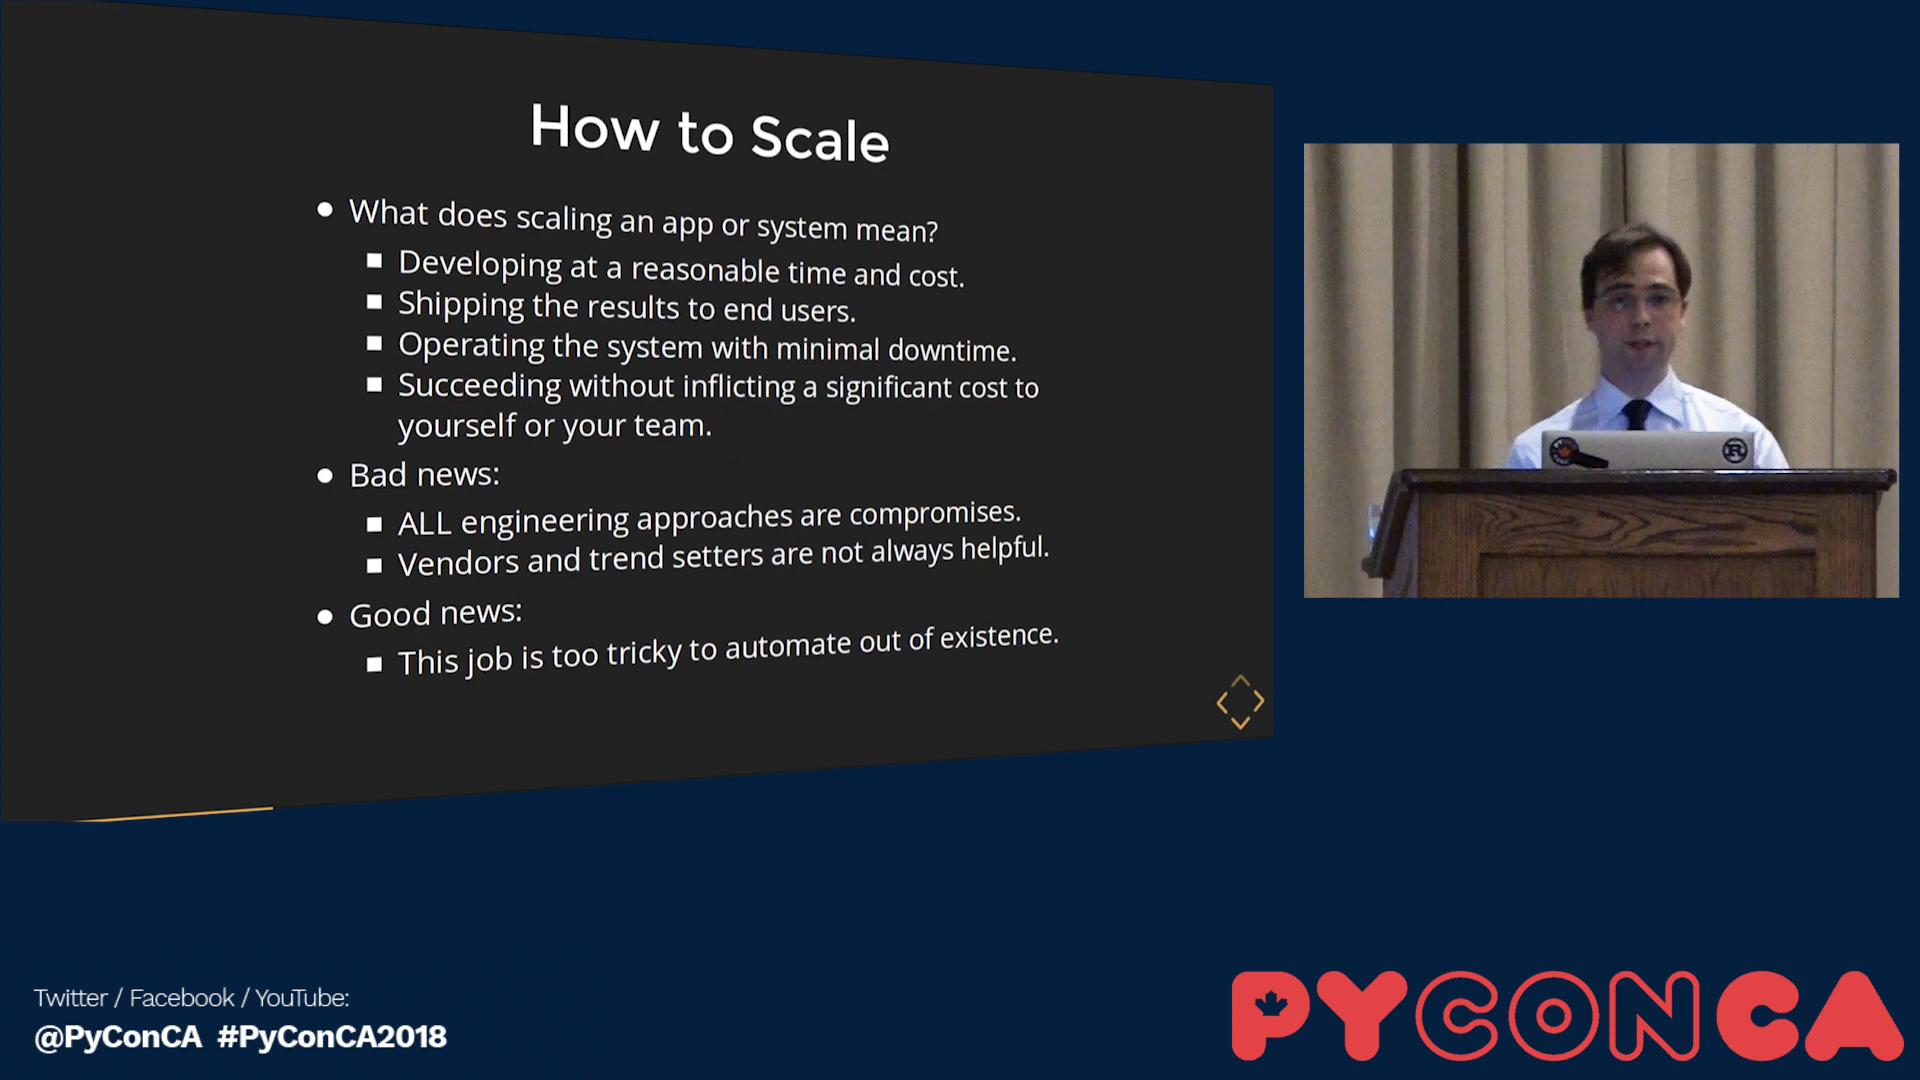 How to Scale
What does scaling an app or system mean?
Developing at a reasonable time and cost.
Shipping the results to end users.
Operating the system with minimal downtime.
Succeeding without inflicting a significant cost to
yourself or your team.
Bad news:
ALL engineering approaches are compromises.
Vendors and trend setters are not always helpful.
Good news:
This job is too tricky to automate out of existence.
R
Twitter / Facebook / YouTube:
@PyConCA #PyConCA2018
PYCONCA